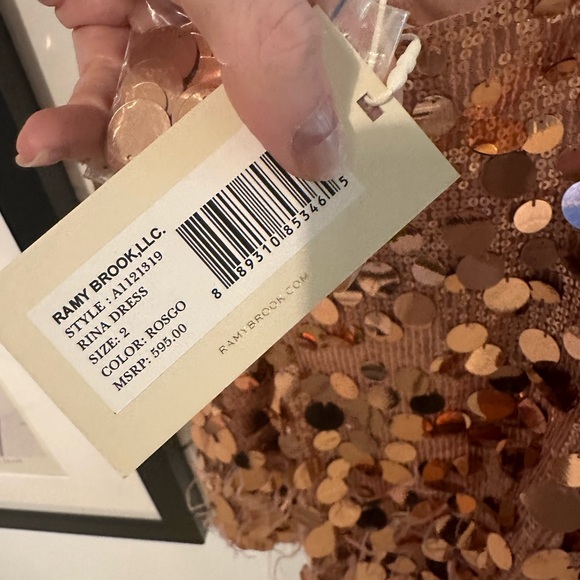 RAMY BROOK,LLC.
STYLE : A1121319
RINA DRESS
SIZE: 2
COLOR: ROSGO
MSRP: 595.00
8 89310 85346 5
RAMYBROOK.COM